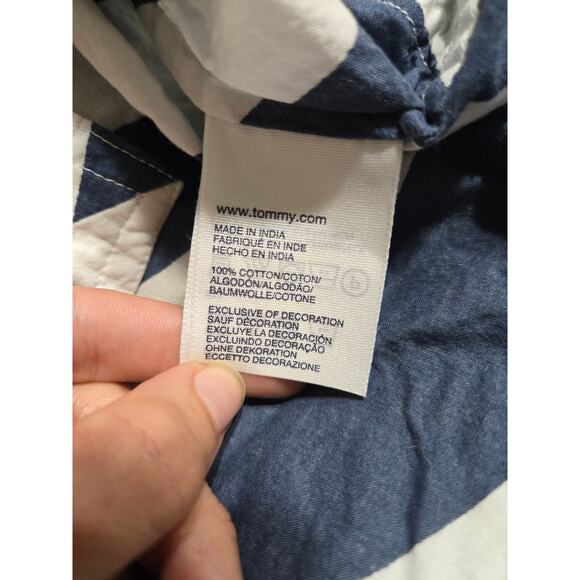 www.tommy.com
MADE IN INDIA
FABRIQUÉ EN INDE
HECHO EN INDIA
100% COTTON/COTON/
ALGODÓN/ALGODÃO/
BAUMWOLLE/COTONE
EXCLUSIVE OF DECORATION
SAUF DÉCORATION
EXCLUYE LA DECORACIÓN
EXCLUINDO DECORAÇÃO
OHNE DEKORATION
ECCETTO DECORAZIONE